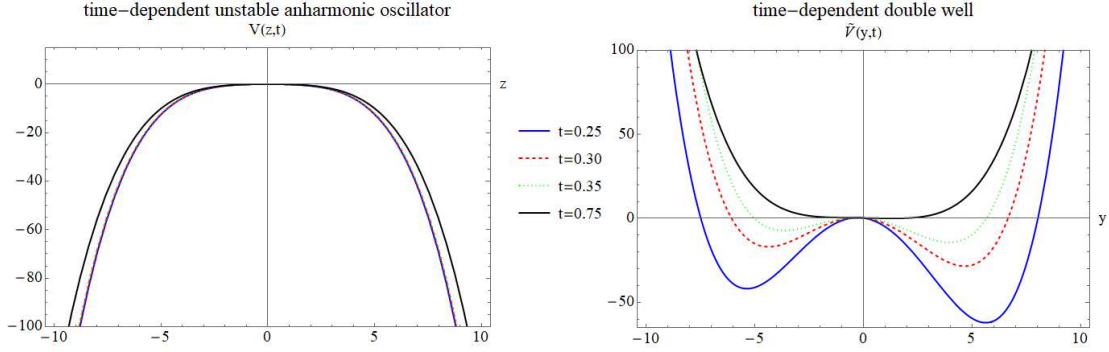 time−dependent unstable anharmonic oscillator
V(z,t)
0
−20
−40
−60
−80
−100
−10
−5
0
5
10
z
t=0.25
t=0.30
t=0.35
t=0.75
time−dependent double well
Ṽ(y,t)
100
50
0
−50
−10
−5
0
5
10
y